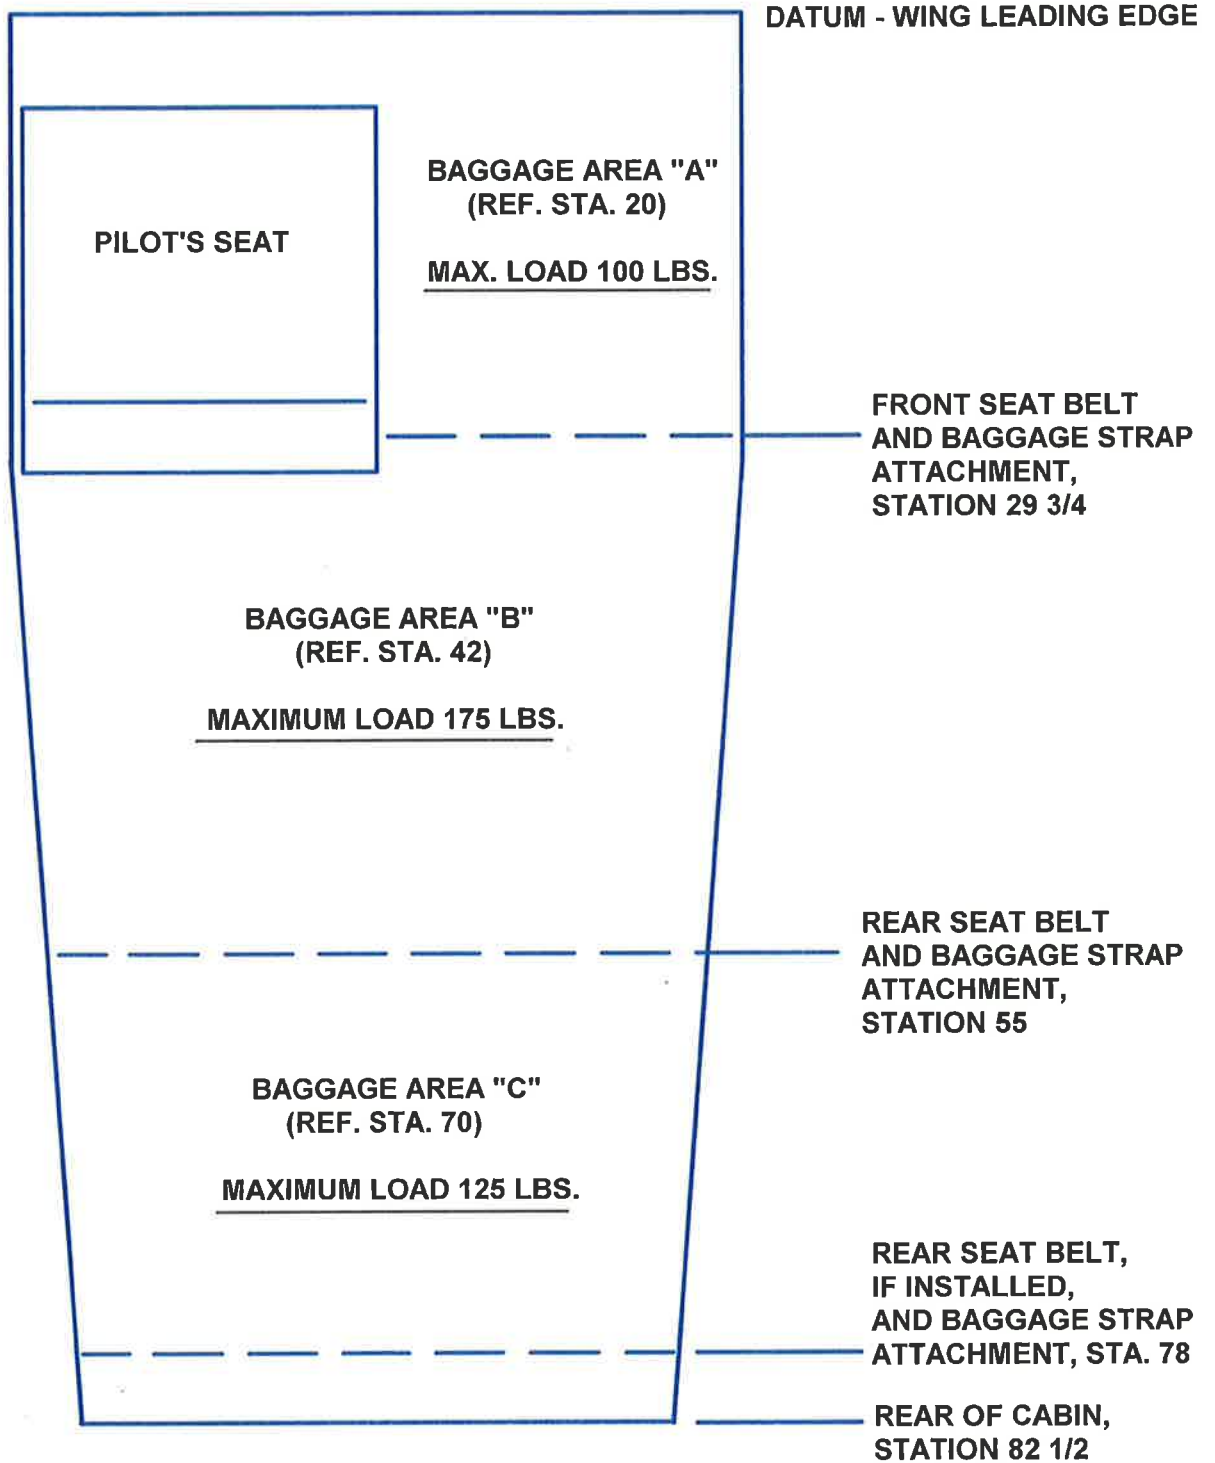 DATUM - WING LEADING EDGE
BAGGAGE AREA "A"
(REF. STA. 20)
PILOT'S SEAT
MAX. LOAD 100 LBS.
FRONT SEAT BELT
AND BAGGAGE STRAP
ATTACHMENT,
STATION 29 3/4
BAGGAGE AREA "B"
(REF. STA. 42)
MAXIMUM LOAD 175 LBS.
REAR SEAT BELT
AND BAGGAGE STRAP
ATTACHMENT,
STATION 55
BAGGAGE AREA "C"
(REF. STA. 70)
MAXIMUM LOAD 125 LBS.
REAR SEAT BELT,
IF INSTALLED,
AND BAGGAGE STRAP
ATTACHMENT, STA. 78
REAR OF CABIN,
STATION 82 1/2